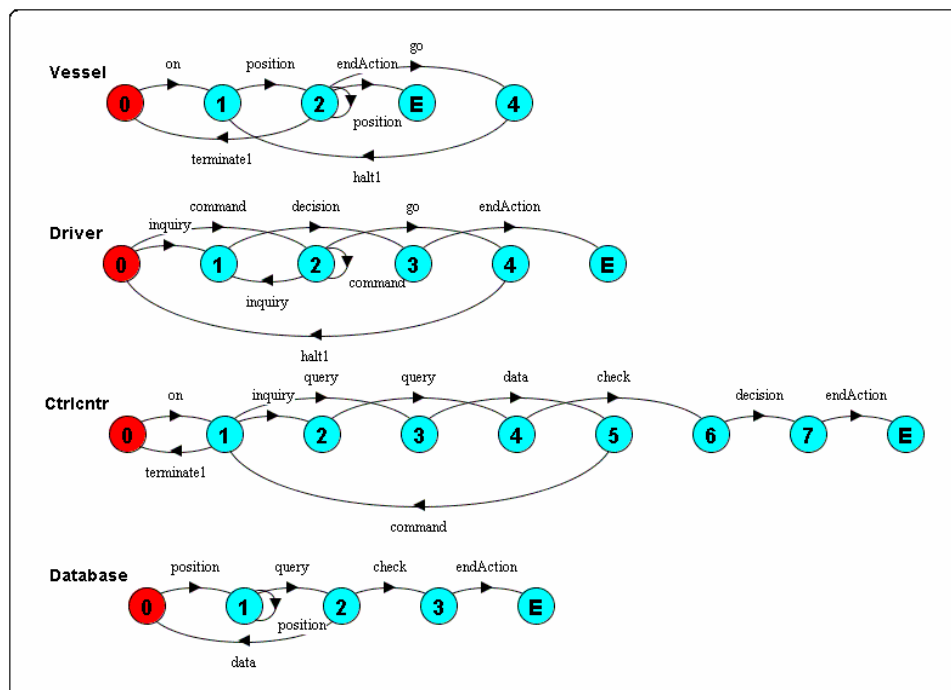 go
on position endAction
Vessel
0 1 2 E 4
position
terminate1
halt1
command decision go endAction
inquiry
Driver
0 1 2 3 4 E
command
inquiry
halt1
query query data check
on inquiry decision endAction
Ctrlcntr
0 1 2 3 4 5 6 7 E
terminate1
command
position query check endAction
Database
0 1 2 3 E
position
data